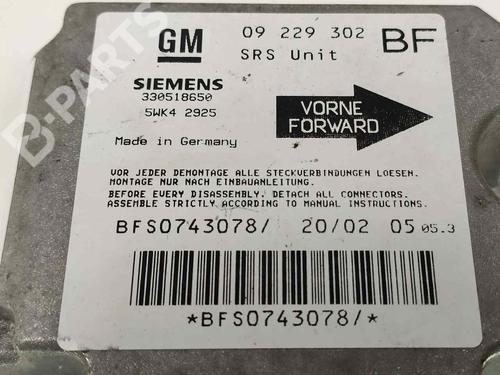 GM
09 229 302 BF
SRS Unit
SIEMENS
330518650
5WK4 2925
VORNE
FORWARD
Made in Germany
VOR JEDER DEMONTAGE ALLE STECKVERBINDUNGEN LOESEN.
MONTAGE NUR NACH EINBAUANLEITUNG.
BEFORE EVERY DISASSEMBLY, DETACH ALL CONNECTORS.
ASSEMBLE STRICTLY ACCORDING TO MANUAL INSTRUCTIONS.
BFS0743078/ 20/02 05 05.3
*BFS0743078/*
B-PARTS